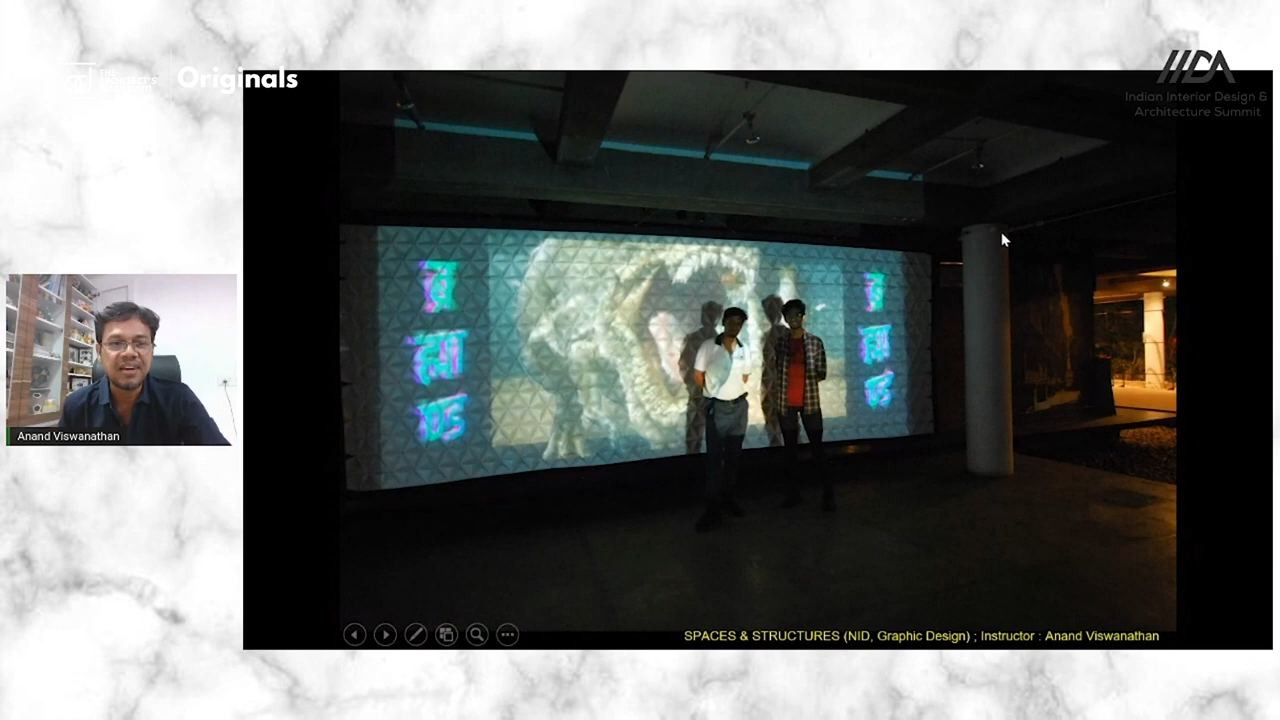 Originals
IIDA
Indian Interior Design &
Architecture Summit
ब्र
ह्मा
ण्ड
ब्र
ह्मा
ण्ड
Anand Viswanathan
SPACES & STRUCTURES (NID, Graphic Design) ; Instructor : Anand Viswanathan